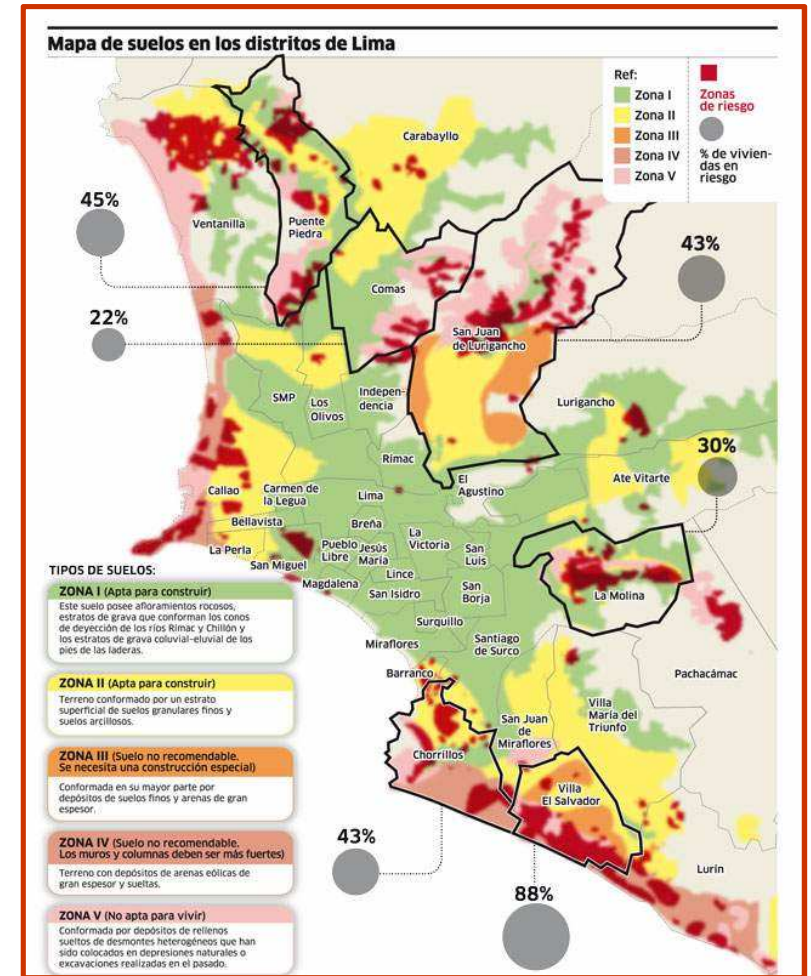 Mapa de suelos en los distritos de Lima
Ref:
Zona I
Zona II
Zona III
Zona IV
Zona V
Zonas
de riesgo
% de vivien-
das en
riesgo
Carabayllo
45%
Ventanilla
Puente
Piedra
43%
Comas
22%
San Juan
de Lurigancho
SMP
Los
Olivos
Indepen-
dencia
Lurigancho
30%
Rimac
El
Agustino
Ate Vitarte
Callao
Carmen de
la Legua
Lima
Bellavista
Breña
La
Victoria
La Perla
San Miguel
Pueblo
Libre
Jesús
María
San
Luis
Lince
Magdalena
San Isidro
San
Borja
La Molina
Surquillo
Miraflores
Santiago
de Surco
Barranco
Pachacámac
San Juan
de
Miraflores
Villa
María del
Triunfo
Chorrillos
Villa
El Salvador
43%
88%
Lurín
TIPOS DE SUELOS:
ZONA I (Apta para construir)
Este suelo posee afloramientos rocosos,
estratos de grava que conforman los conos
de deyección de los ríos Rimac y Chillón y
los estratos de grava coluvial-eluvial de los
pies de las laderas.
ZONA II (Apta para construir)
Terreno conformado por un estrato
superficial de suelos granulares finos y
suelos arcillosos.
ZONA III (Suelo no recomendable.
Se necesita una construcción especial)
Conformada en su mayor parte por
depósitos de suelos finos y arenas de gran
espesor.
ZONA IV (Suelo no recomendable.
Los muros y columnas deben ser más fuertes)
Terreno con depósitos de arenas eólicas de
gran espesor y sueltas.
ZONA V (No apta para vivir)
Conformada por depósitos de rellenos
sueltos de desmontes heterogéneos que han
sido colocados en depresiones naturales o
excavaciones realizadas en el pasado.